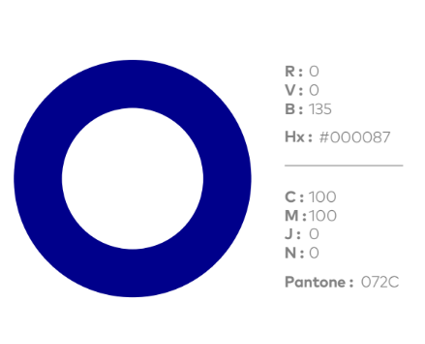 R : 0
V : 0
B : 135
Hx : #000087
C : 100
M : 100
J : 0
N : 0
Pantone : 072C